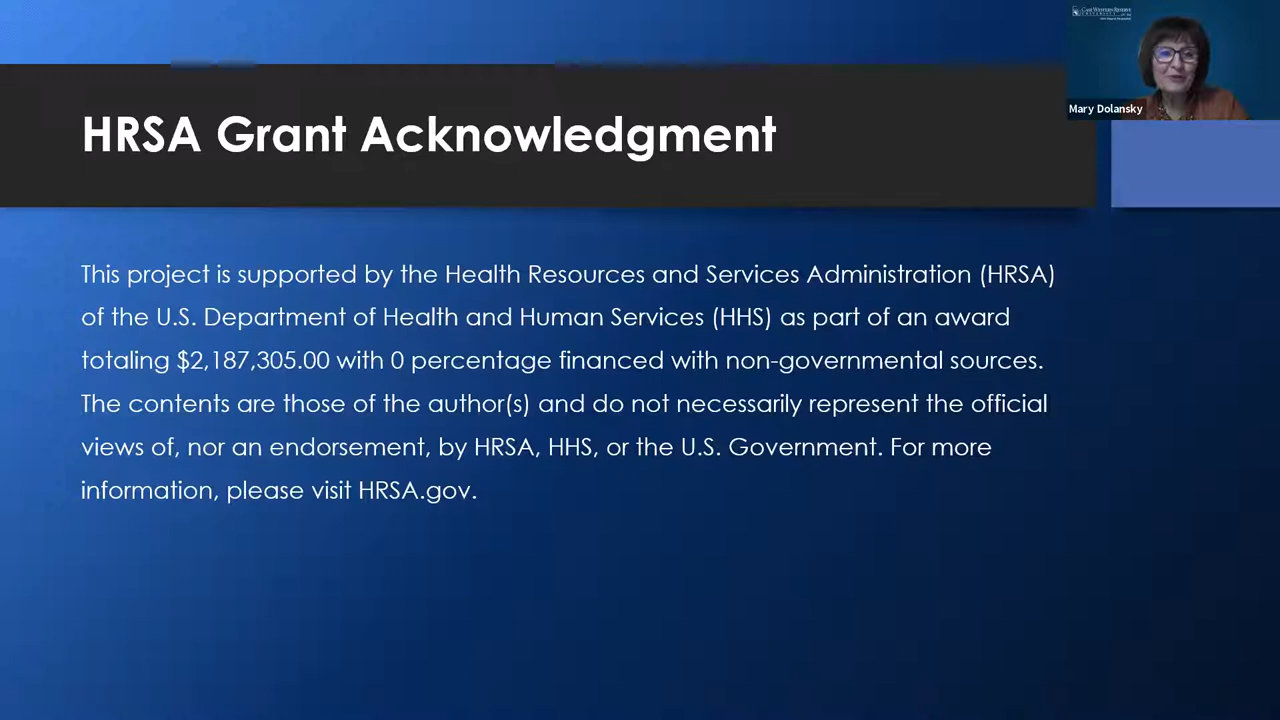 CASE WESTERN RESERVE
UNIVERSITY
Mary Dolansky
HRSA Grant Acknowledgment
This project is supported by the Health Resources and Services Administration (HRSA)
of the U.S. Department of Health and Human Services (HHS) as part of an award
totaling $2,187,305.00 with 0 percentage financed with non-governmental sources.
The contents are those of the author(s) and do not necessarily represent the official
views of, nor an endorsement, by HRSA, HHS, or the U.S. Government. For more
information, please visit HRSA.gov.